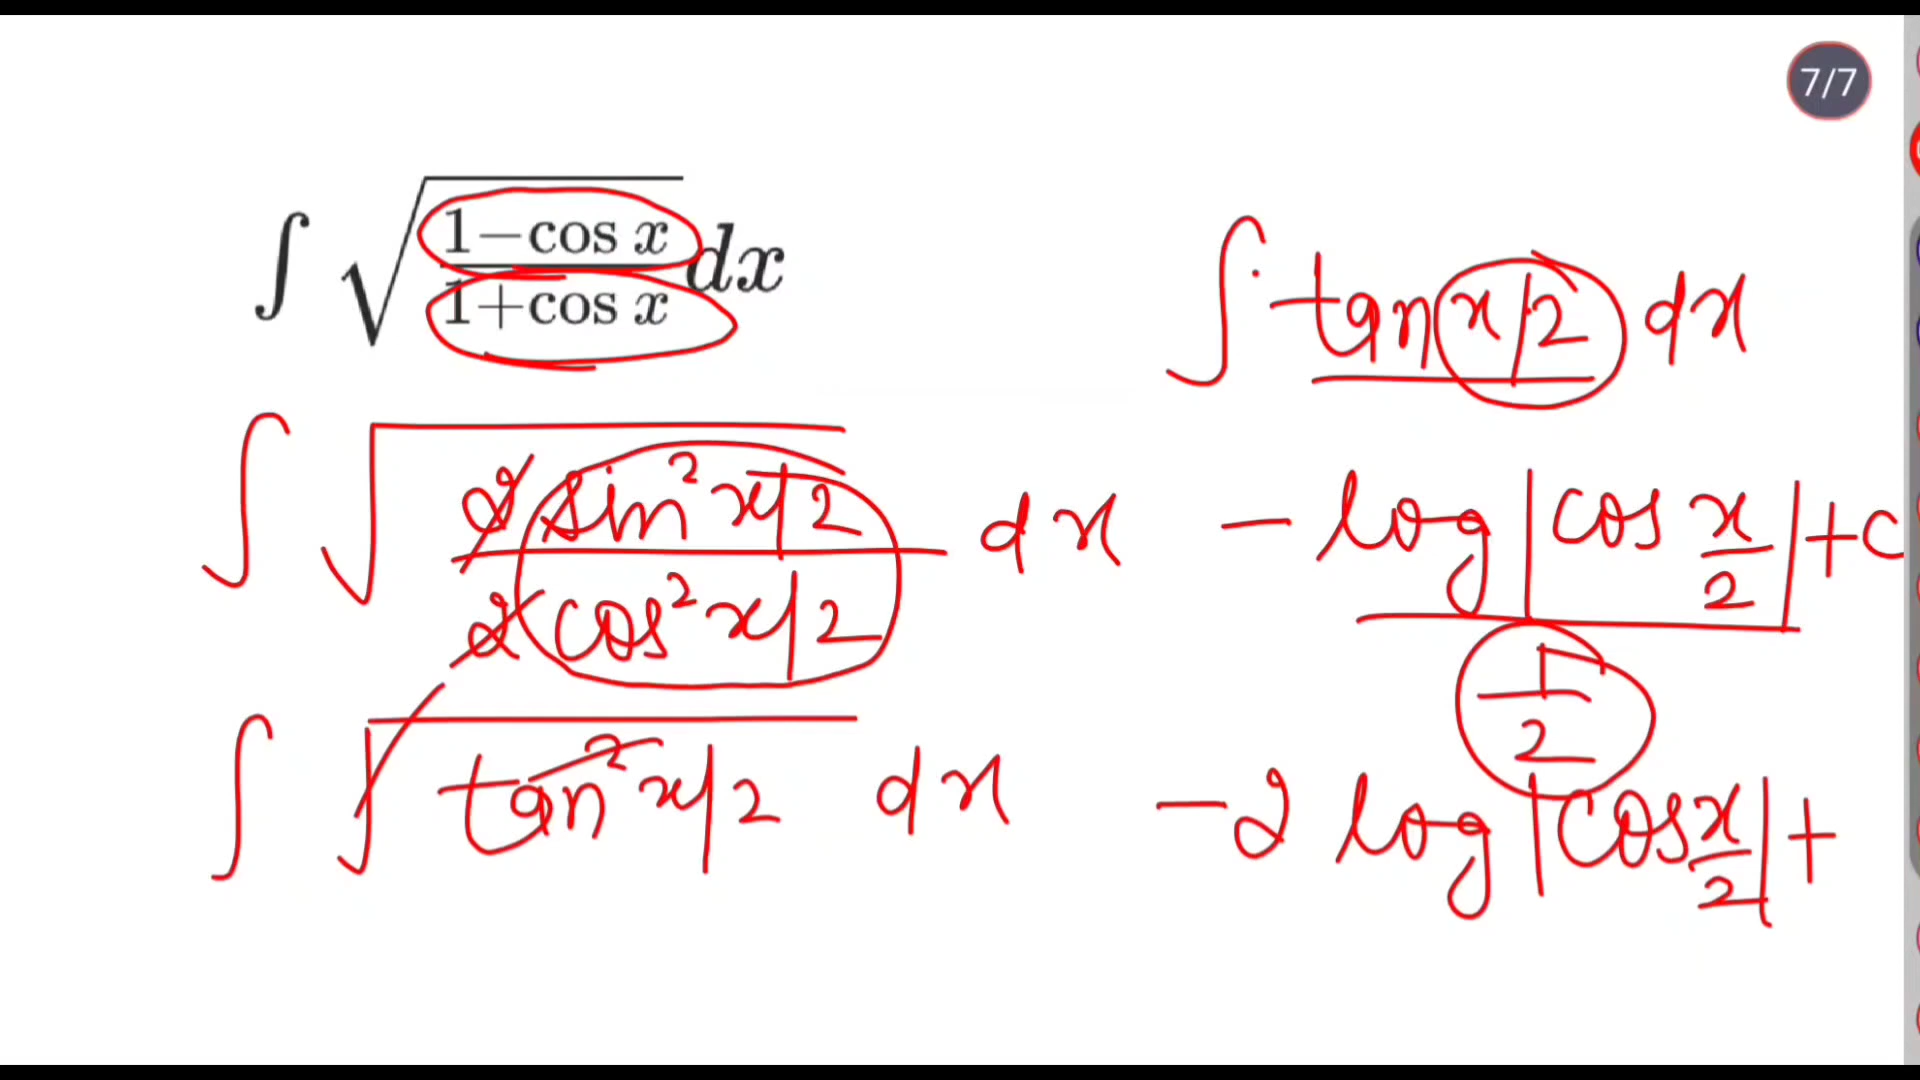 7/7
∫ √((1−cos x)/(1+cos x)) dx
∫ √((2 sin² x/2)/(2 cos² x/2)) dx
∫ √(tan² x/2) dx
∫ tan x/2 dx
− log |cos x/2| + c
1/2
−2 log |cos x/2| +